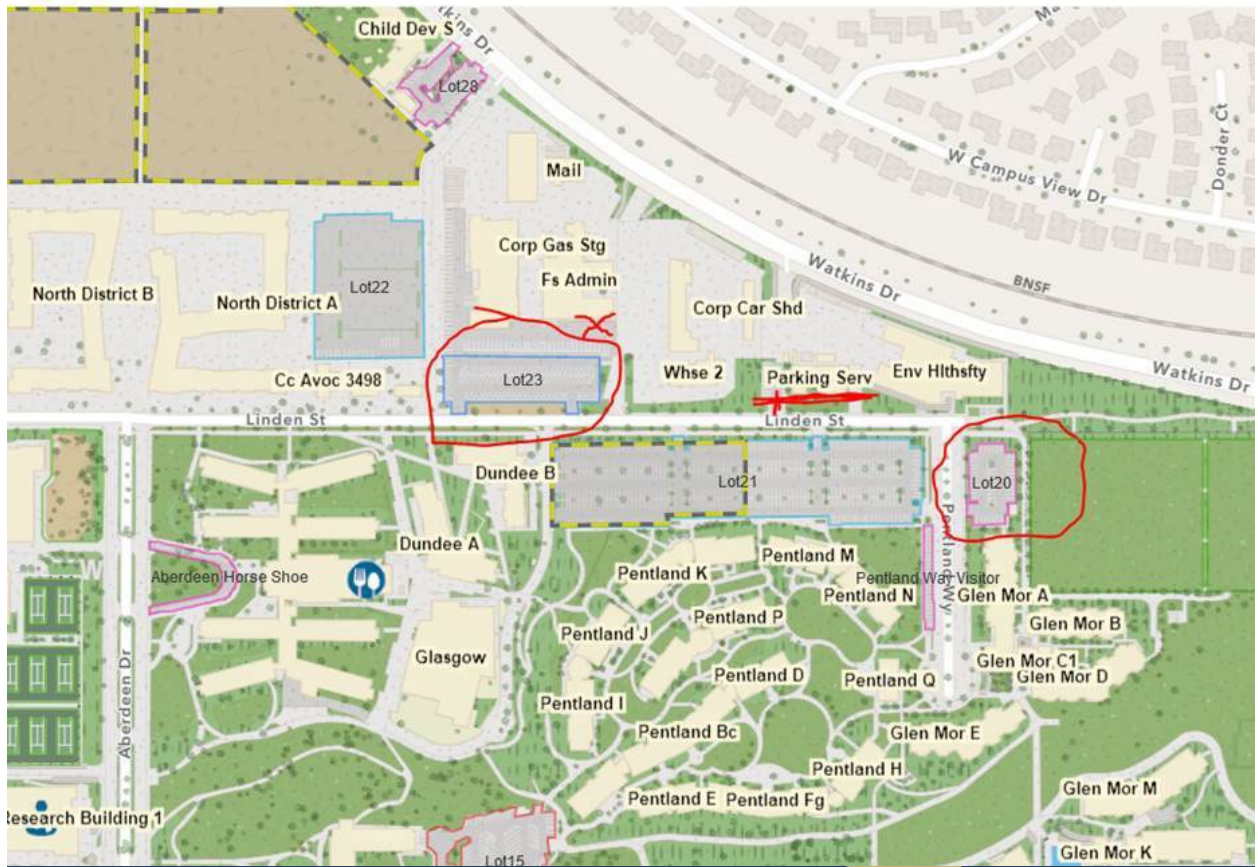 Child Dev S
tkins Dr
Ma
Lot28
Mail
W Campus View Dr
Donder Ct
Corp Gas Stg
Fs Admin
Watkins Dr
BNSF
North District B
North District A
Lot22
Corp Car Shd
Cc Avoc 3498
Lot23
Whse 2
Parking Serv
Env Hlthsfty
Watkins Dr
Linden St
Linden St
Dundee B
Lot21
Lot20
Dundee A
Pentland K
Pentland M
Aberdeen Horse Shoe
Pentland Way Visitor
Pentland Wy
Pentland N
Glen Mor A
Pentland P
Glen Mor B
Pentland J
Glasgow
Glen Mor C1
Pentland D
Pentland Q
Glen Mor D
Pentland I
Aberdeen Dr
Pentland Bc
Glen Mor E
Pentland H
Glen Mor M
Pentland E
Pentland Fg
Research Building 1
Lot15
Glen Mor K